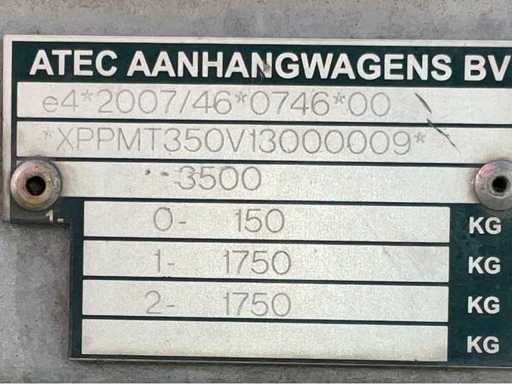 ATEC AANHANGWAGENS BV
e4*2007/46*0746*00
*XPPMT350V13000009*
3500
1-
0- 150 KG
1- 1750 KG
2- 1750 KG
KG